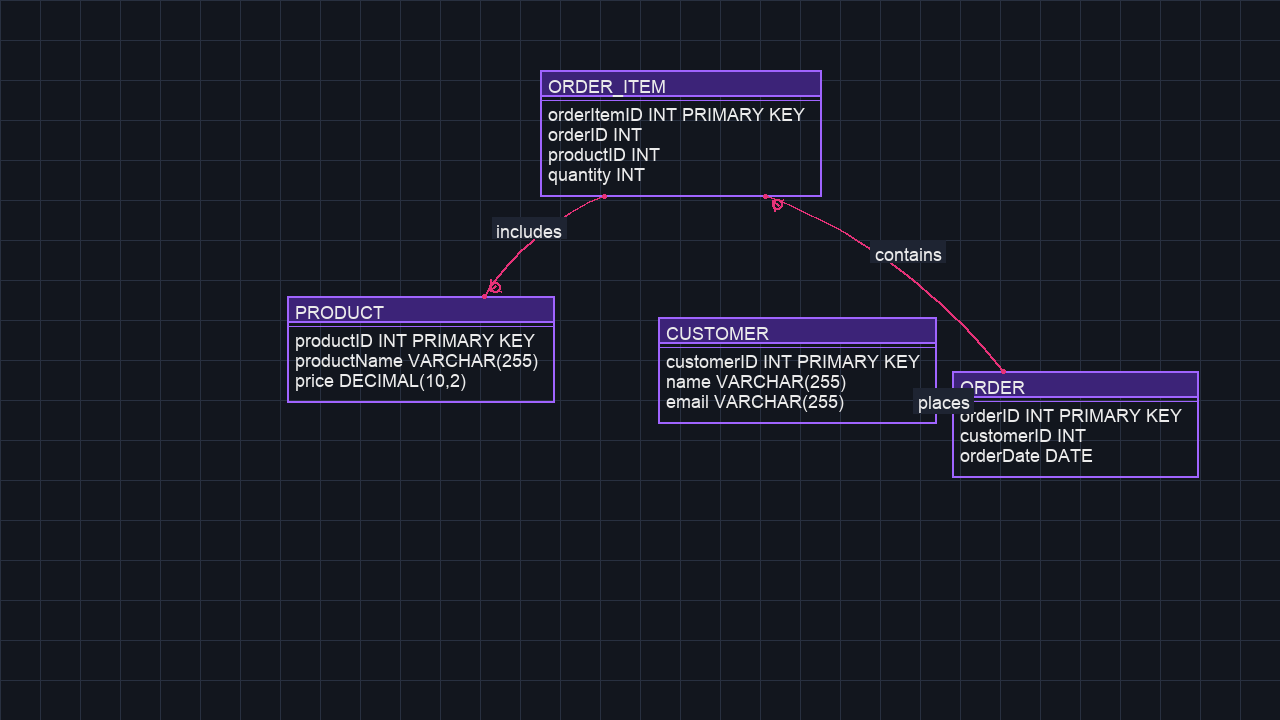 ORDER_ITEM
orderItemID INT PRIMARY KEY
orderID INT
productID INT
quantity INT
includes
contains
PRODUCT
productID INT PRIMARY KEY
productName VARCHAR(255)
price DECIMAL(10,2)
CUSTOMER
customerID INT PRIMARY KEY
name VARCHAR(255)
email VARCHAR(255)
places
ORDER
orderID INT PRIMARY KEY
customerID INT
orderDate DATE